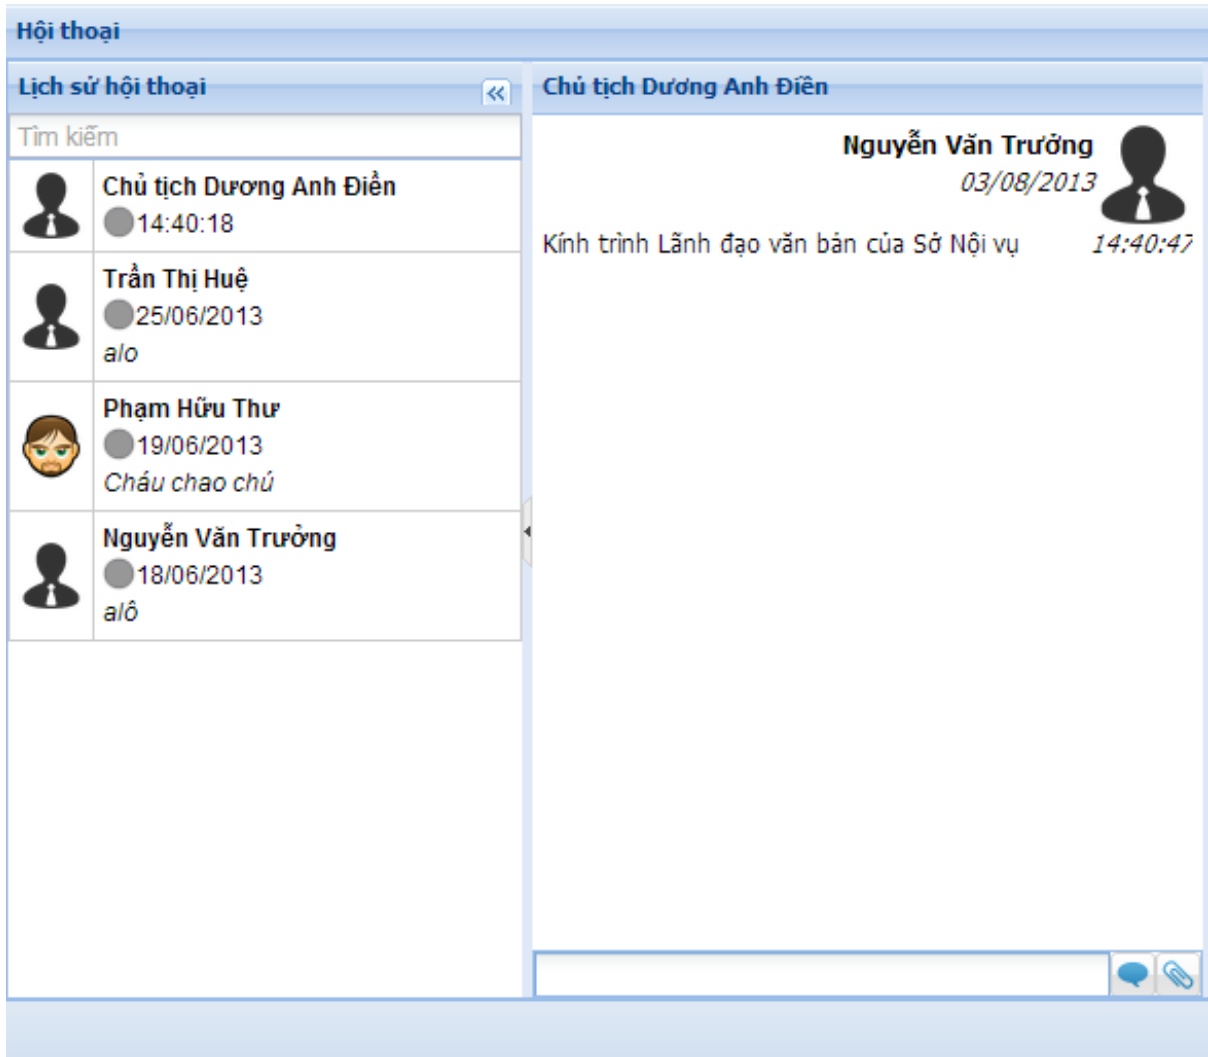 Hội thoại
Lịch sử hội thoại
Tìm kiếm
Chủ tịch Dương Anh Điền
14:40:18
Trần Thị Huệ
25/06/2013
alo
Phạm Hữu Thư
19/06/2013
Cháu chao chú
Nguyễn Văn Trưởng
18/06/2013
alô
Chủ tịch Dương Anh Điền
Nguyễn Văn Trưởng
03/08/2013
Kính trình Lãnh đạo văn bản của Sở Nội vụ 14:40:47